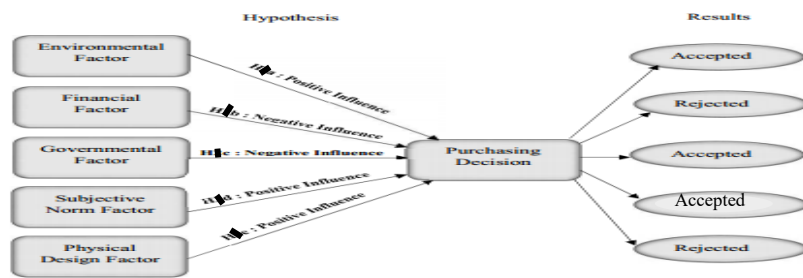 Hypothesis
Results
Environmental
Factor
Financial
Factor
Governmental
Factor
Subjective
Norm Factor
Physical
Design Factor
: Positive Influence
: Negative Influence
: Negative Influence
: Positive Influence
: Positive Influence
Purchasing
Decision
Accepted
Rejected
Accepted
Accepted
Rejected